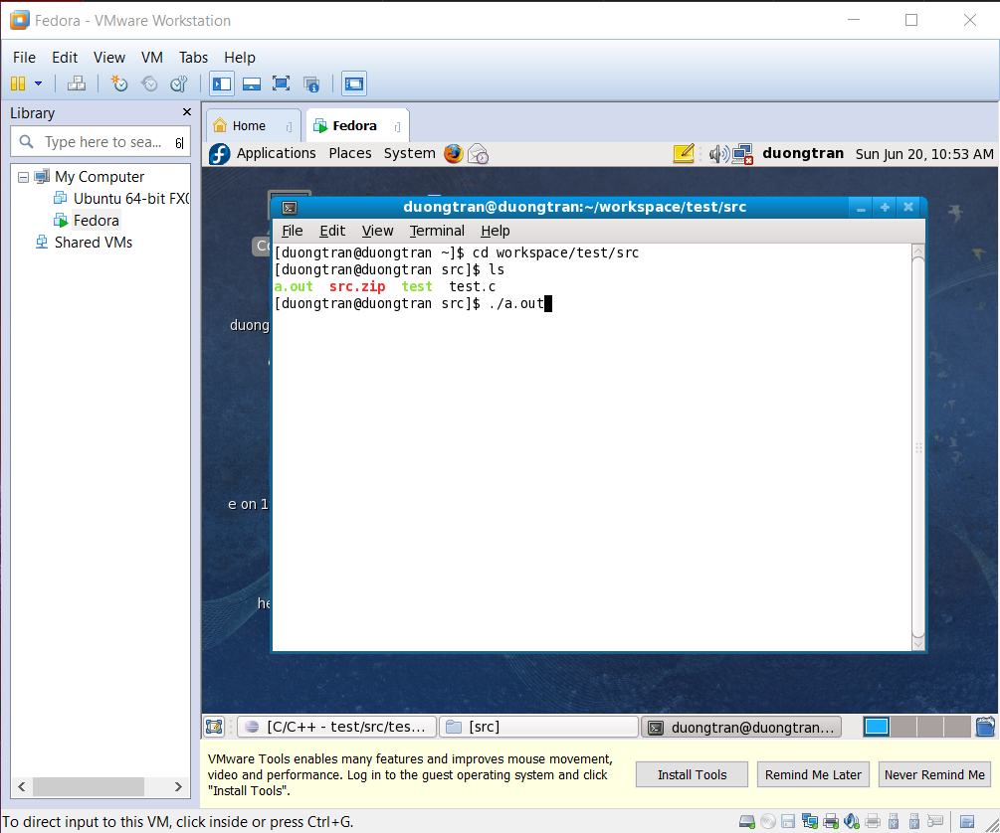 Fedora - VMware Workstation
File Edit View VM Tabs Help
Library
Type here to sea...
My Computer
Ubuntu 64-bit FX
Fedora
Shared VMs
Home
Fedora
Applications Places System
duongtran Sun Jun 20, 10:53 AM
duongtran@duongtran:~/workspace/test/src
File Edit View Terminal Help
[duongtran@duongtran ~]$ cd workspace/test/src
[duongtran@duongtran src]$ ls
a.out src.zip test test.c
[duongtran@duongtran src]$ ./a.out
Co
duong
e on 1
he
[C/C++ - test/src/tes...
[src]
duongtran@duongtran...
VMware Tools enables many features and improves mouse movement,
video and performance. Log in to the guest operating system and click
"Install Tools".
Install Tools
Remind Me Later
Never Remind Me
To direct input to this VM, click inside or press Ctrl+G.